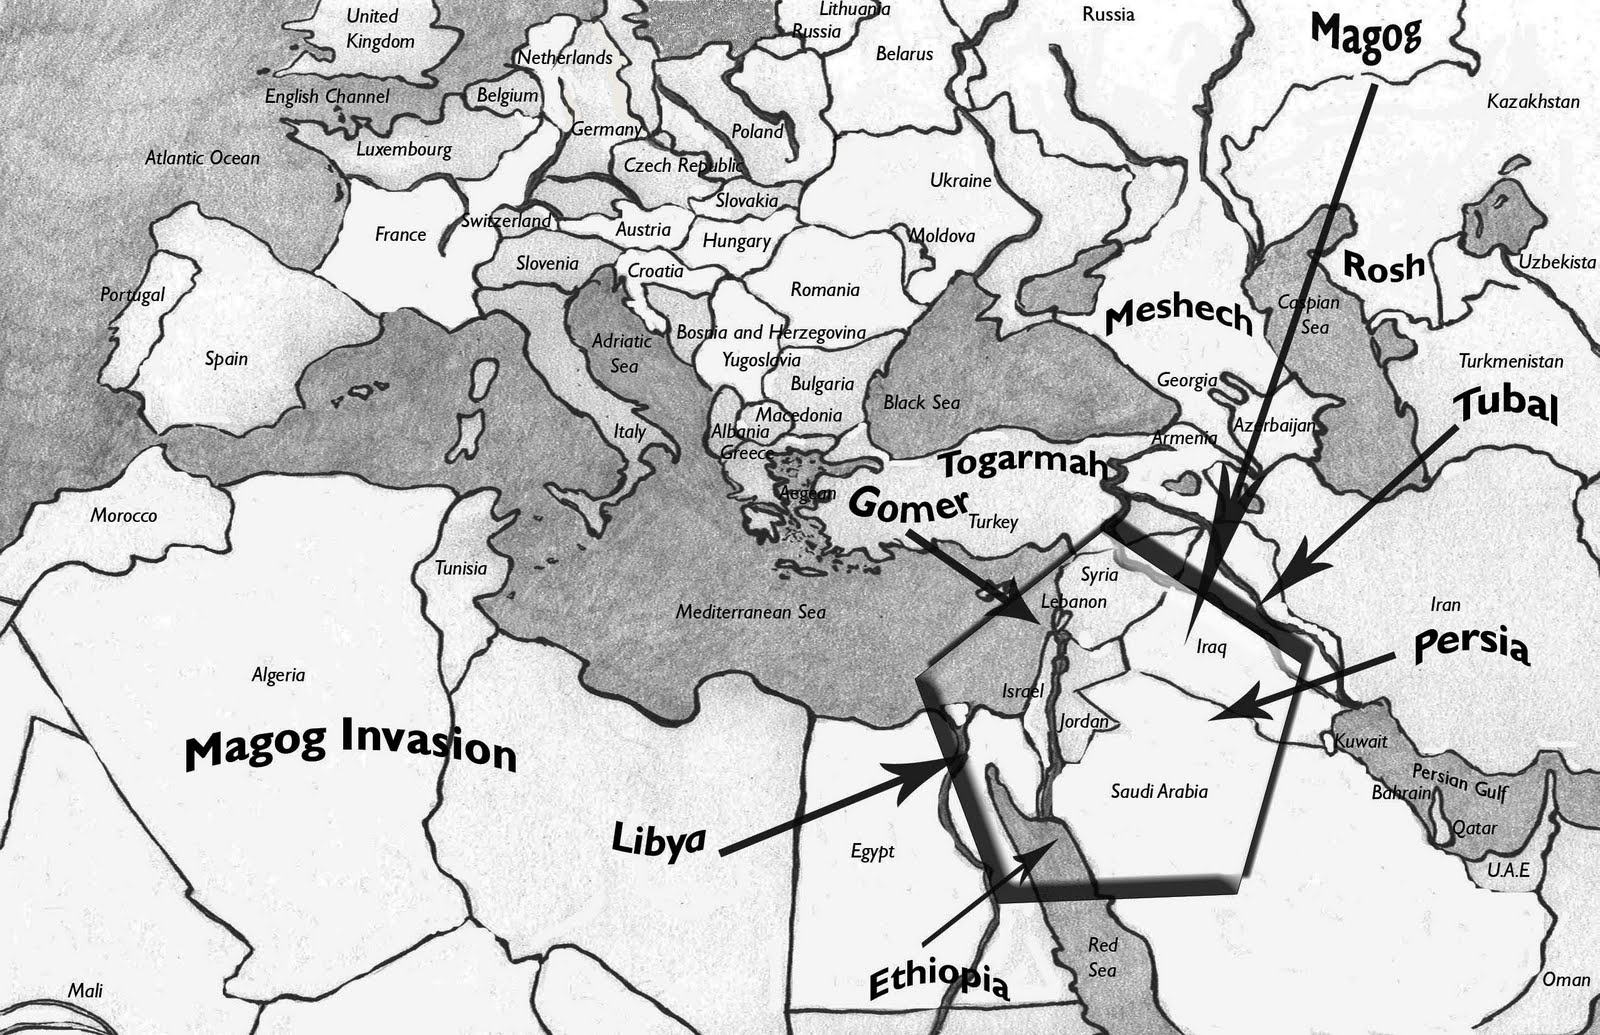 United
Kingdom
Netherlands
Lithuania
Russia
Belarus
Russia
Magog
Kazakhstan
English Channel
Belgium
Germany
Poland
Atlantic Ocean
Luxembourg
Czech Republic
Ukraine
Slovakia
Switzerland
Austria
Hungary
Moldova
France
Slovenia
Croatia
Romania
Rosh
Uzbekista
Portugal
Meshech
Caspian
Sea
Bosnia and Herzegovina
Adriatic
Sea
Yugoslavia
Spain
Bulgaria
Georgia
Turkmenistan
Black Sea
Tubal
Macedonia
Italy
Albania
Azerbaijan
Armenia
Greece
Togarmah
Aegean
Gomer
Turkey
Morocco
Tunisia
Syria
Lebanon
Mediterranean Sea
Iran
Iraq
Persia
Algeria
Israel
Jordan
Kuwait
Magog Invasion
Saudi Arabia
Persian Gulf
Bahrain
Qatar
Libya
Egypt
U.A.E
Red
Sea
Ethiopia
Oman
Mali